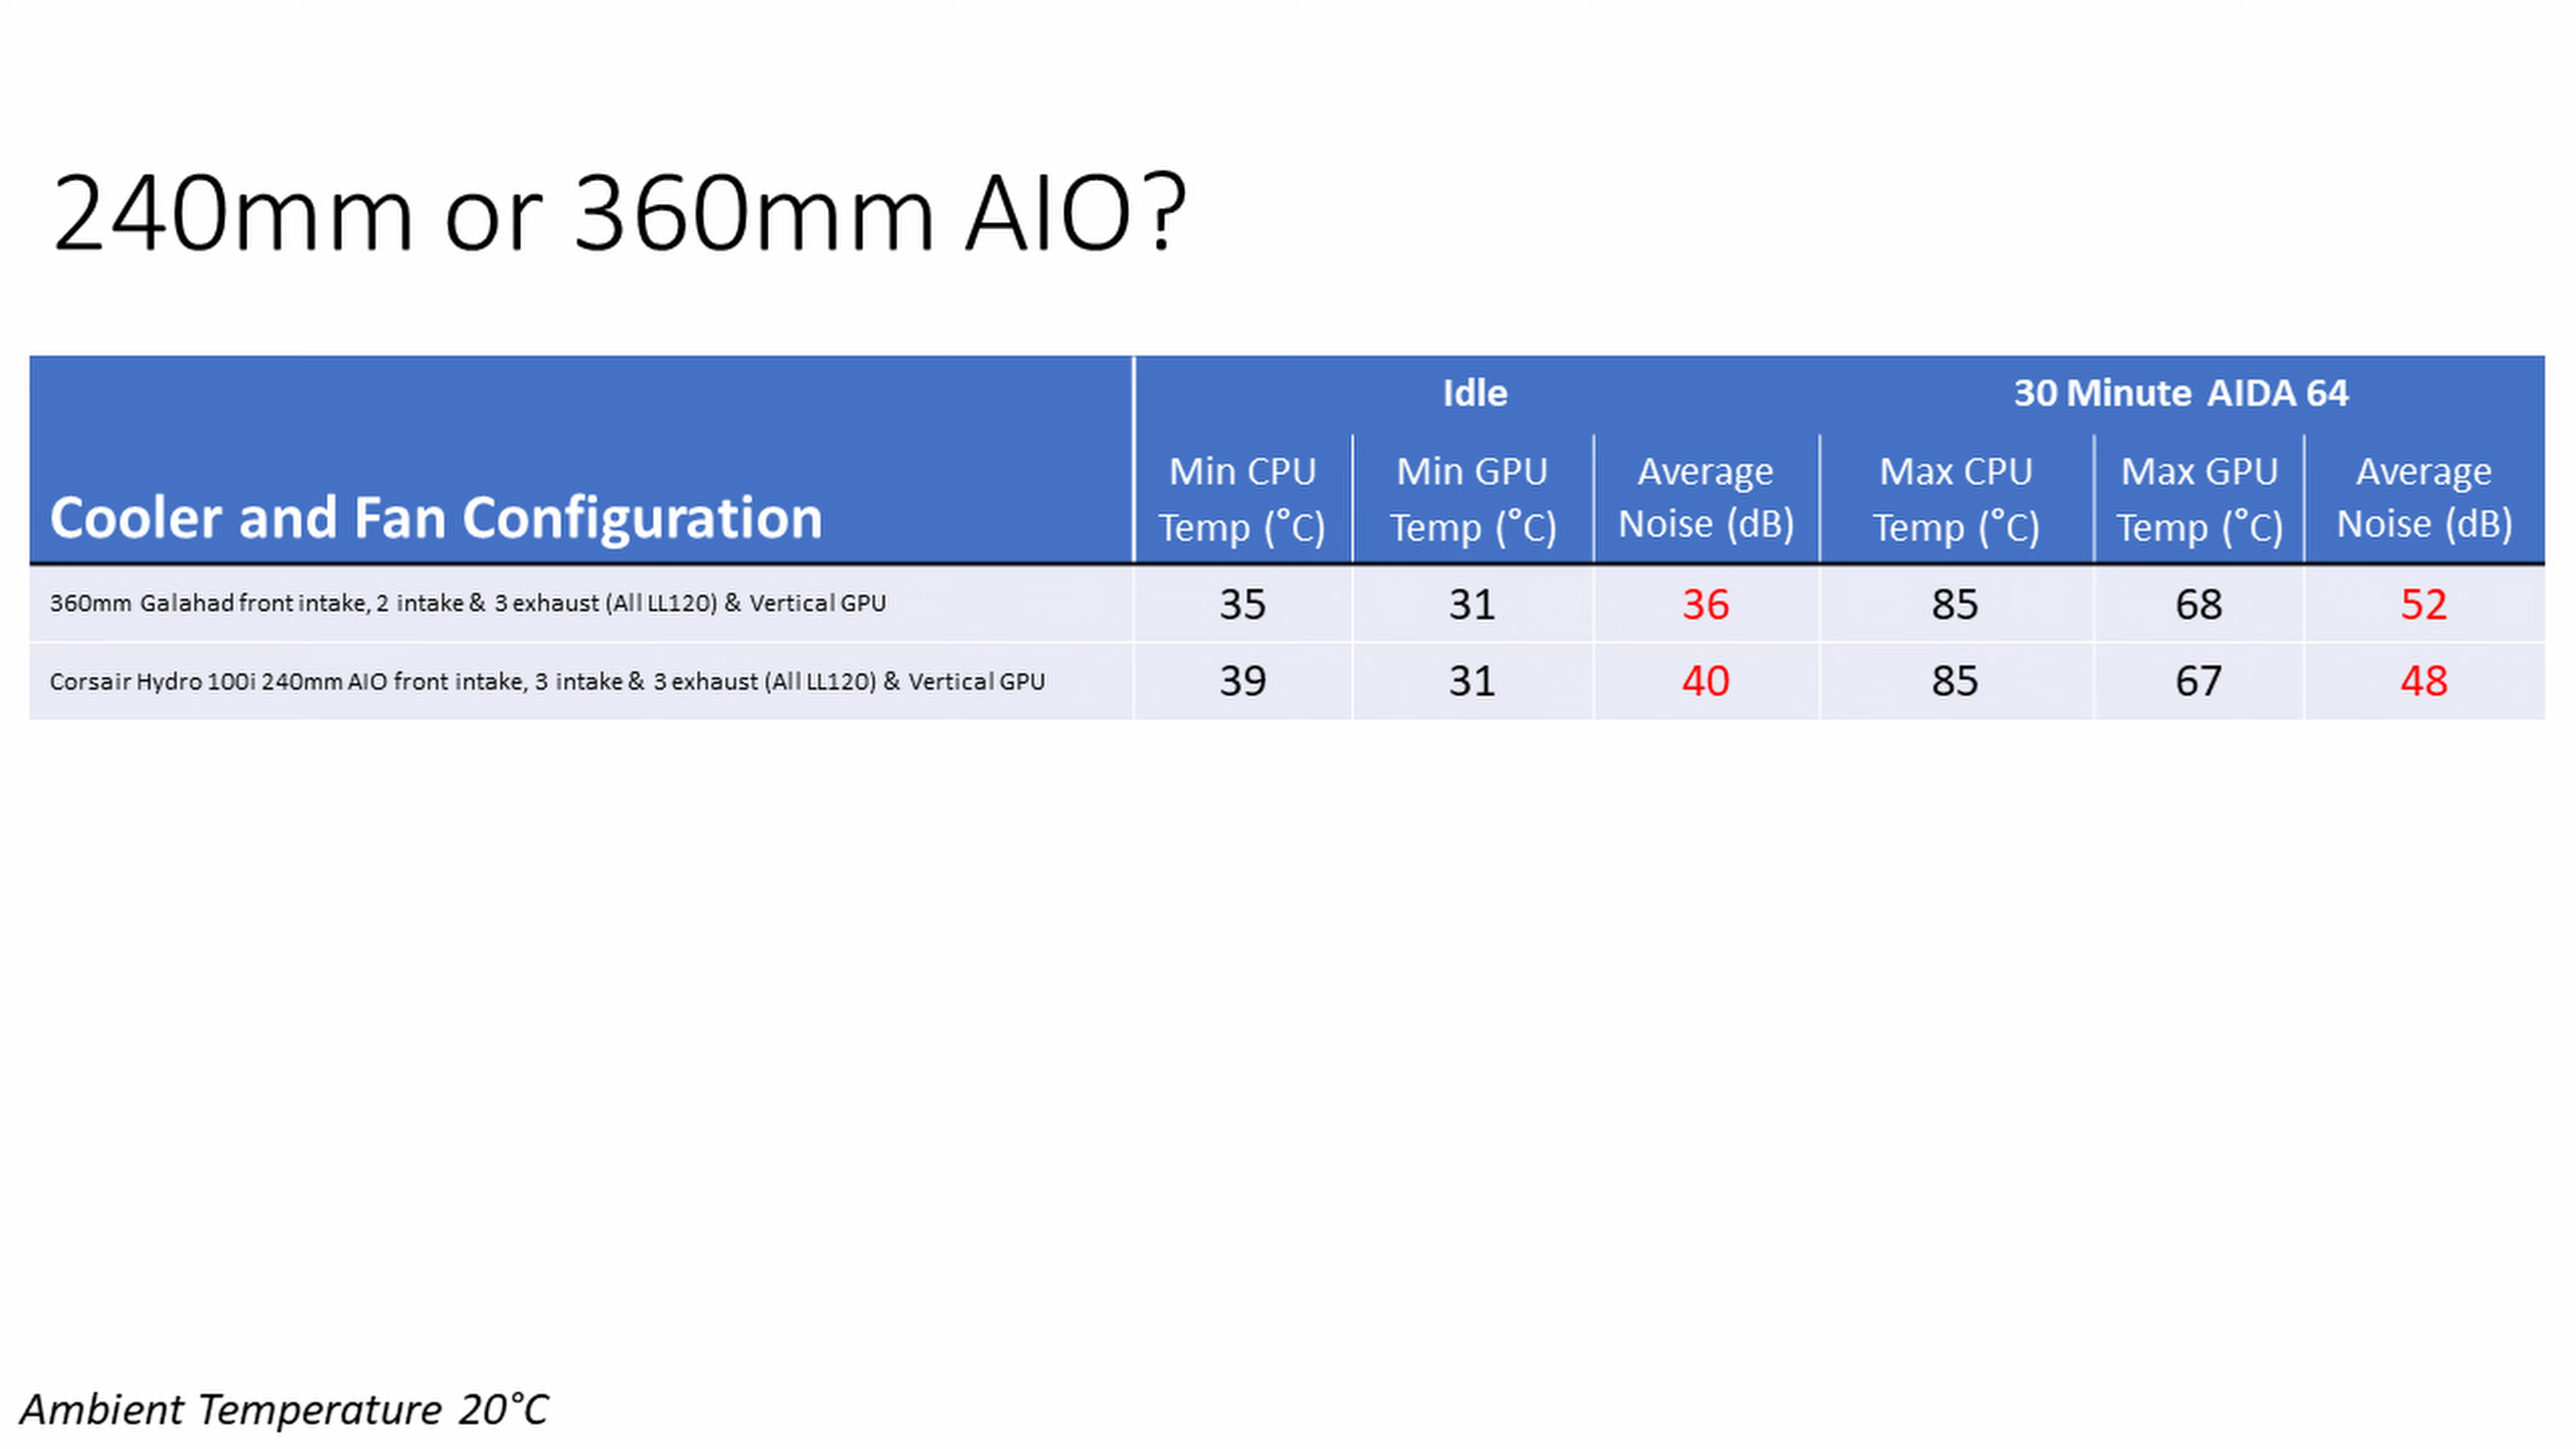 240mm or 360mm AIO?
Idle 30 Minute AIDA 64
Cooler and Fan Configuration
Min CPU Temp (°C)
Min GPU Temp (°C)
Average Noise (dB)
Max CPU Temp (°C)
Max GPU Temp (°C)
Average Noise (dB)
360mm Galahad front intake, 2 intake & 3 exhaust (All LL120) & Vertical GPU 35 31 36 85 68 52
Corsair Hydro 100i 240mm AIO front intake, 3 intake & 3 exhaust (All LL120) & Vertical GPU 39 31 40 85 67 48
Ambient Temperature 20°C